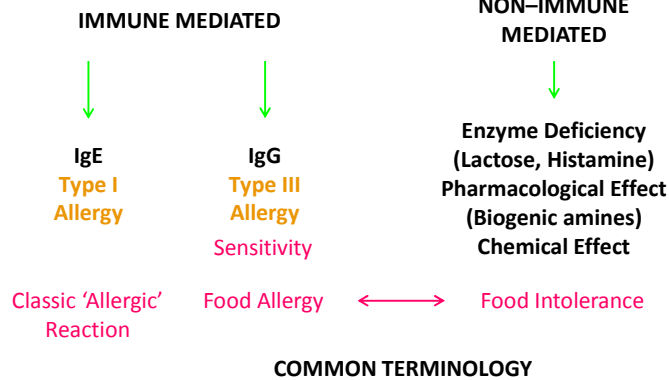 IMMUNE MEDIATED
NON–IMMUNE
MEDIATED
IgE
Type I
Allergy
IgG
Type III
Allergy
Sensitivity
Enzyme Deficiency
(Lactose, Histamine)
Pharmacological Effect
(Biogenic amines)
Chemical Effect
Classic ‘Allergic’
Reaction
Food Allergy
Food Intolerance
COMMON TERMINOLOGY